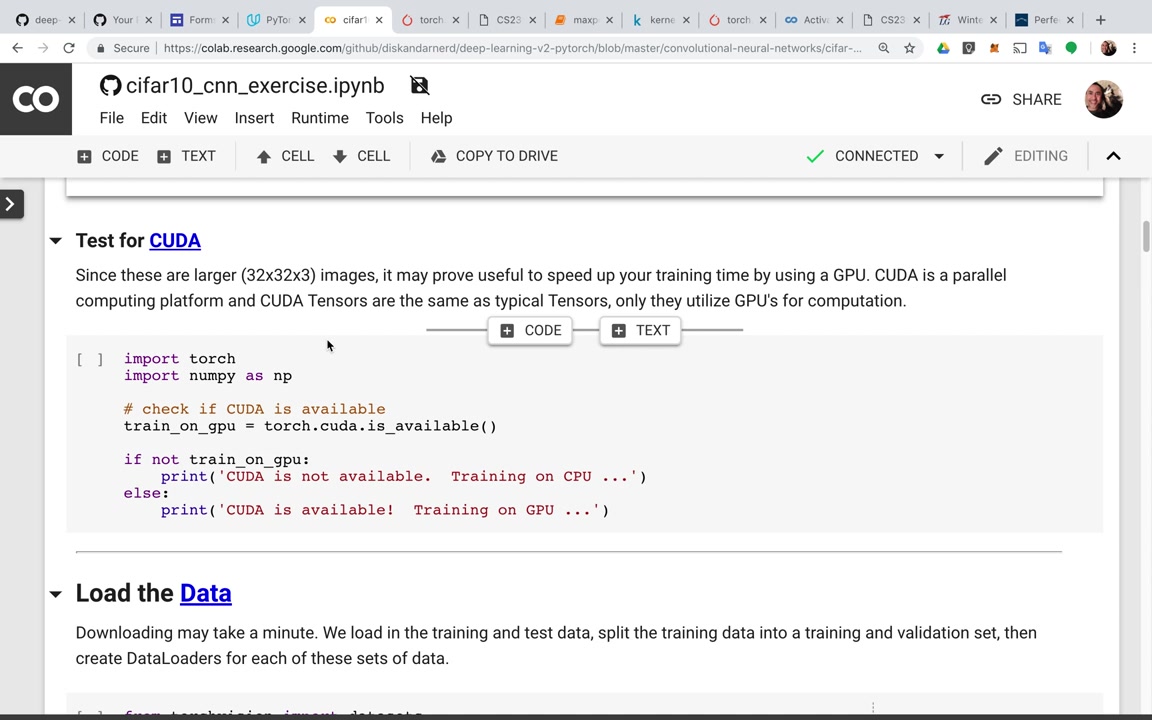 deep-
Your
Form
PyTor
cifar1
torch.
CS23
maxp
kerne
torch.
Activa
CS23
Winte
Perfe
Secure | https://colab.research.google.com/github/diskandarnerd/deep-learning-v2-pytorch/blob/master/convolutional-neural-networks/cifar-...
CO
cifar10_cnn_exercise.ipynb
SHARE
File Edit View Insert Runtime Tools Help
CODE TEXT CELL CELL COPY TO DRIVE CONNECTED EDITING
Test for CUDA
Since these are larger (32x32x3) images, it may prove useful to speed up your training time by using a GPU. CUDA is a parallel
computing platform and CUDA Tensors are the same as typical Tensors, only they utilize GPU's for computation.
CODE TEXT
[ ] import torch
import numpy as np
# check if CUDA is available
train_on_gpu = torch.cuda.is_available()
if not train_on_gpu:
print('CUDA is not available.  Training on CPU ...')
else:
print('CUDA is available!  Training on GPU ...')
Load the Data
Downloading may take a minute. We load in the training and test data, split the training data into a training and validation set, then
create DataLoaders for each of these sets of data.